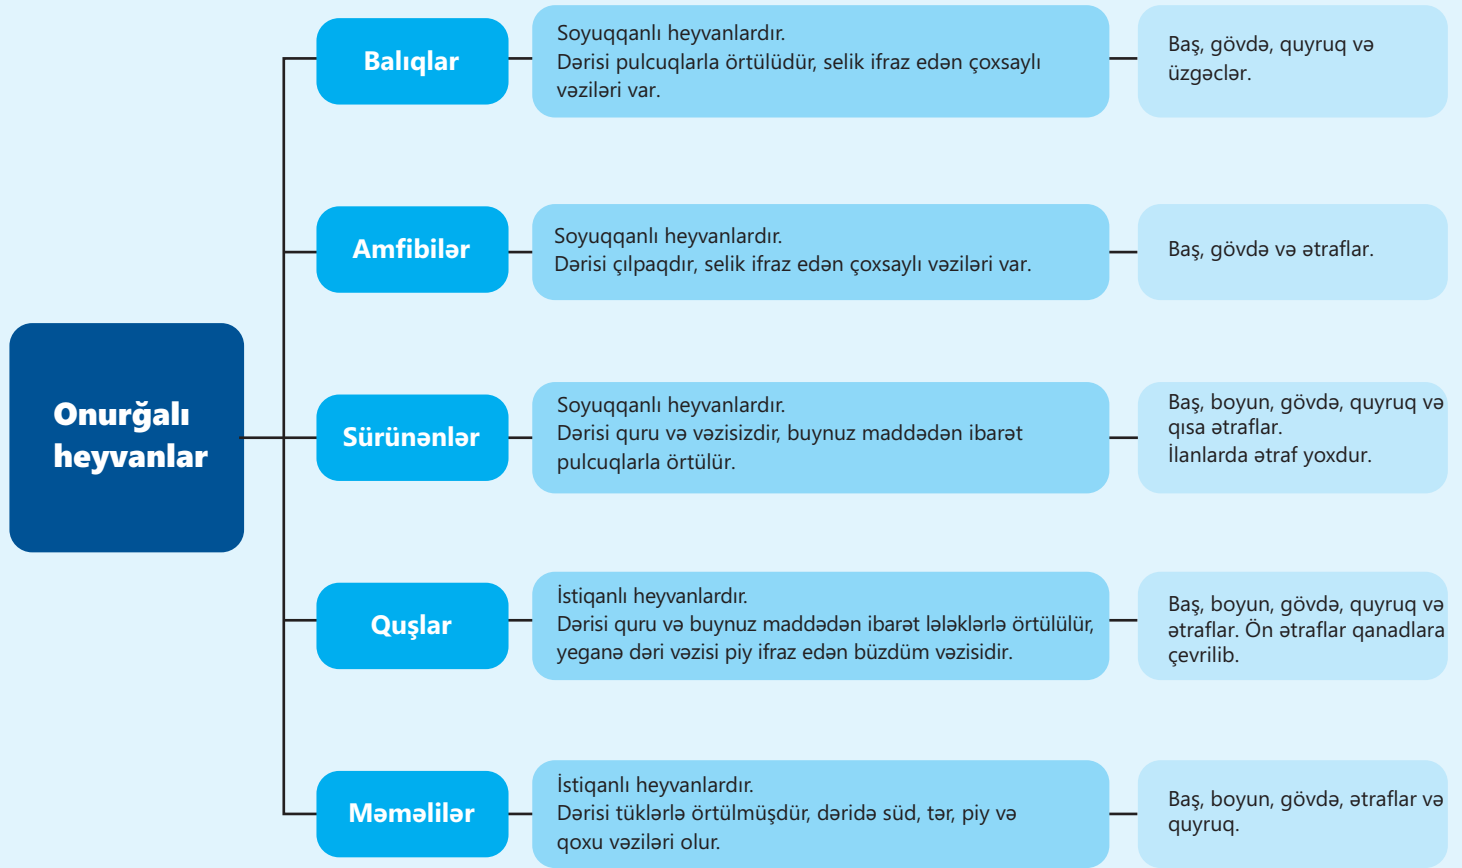 Onurğalı
heyvanlar
Balıqlar
Soyuqqanlı heyvanlardır.
Dərisi pulcuqlarla örtülüdür, selik ifraz edən çoxsaylı
vəziləri var.
Baş, gövdə, quyruq və
üzgəclər.
Amfibilər
Soyuqqanlı heyvanlardır.
Dərisi çılpaqdır, selik ifraz edən çoxsaylı vəziləri var.
Baş, gövdə və ətraflar.
Sürünənlər
Soyuqqanlı heyvanlardır.
Dərisi quru və vəzisizdir, buynuz maddədən ibarət
pulcuqlarla örtülür.
Baş, boyun, gövdə, quyruq və
qısa ətraflar.
İlanlarda ətraf yoxdur.
Quşlar
İstiqanlı heyvanlardır.
Dərisi quru və buynuz maddədən ibarət lələklərlə örtülülür,
yeganə dəri vəzisi piy ifraz edən büzdüm vəzisidir.
Baş, boyun, gövdə, quyruq və
ətraflar. Ön ətraflar qanadlara
çevrilib.
Məməlilər
İstiqanlı heyvanlardır.
Dərisi tüklərlə örtülmüşdür, dəridə süd, tər, piy və
qoxu vəziləri olur.
Baş, boyun, gövdə, ətraflar və
quyruq.